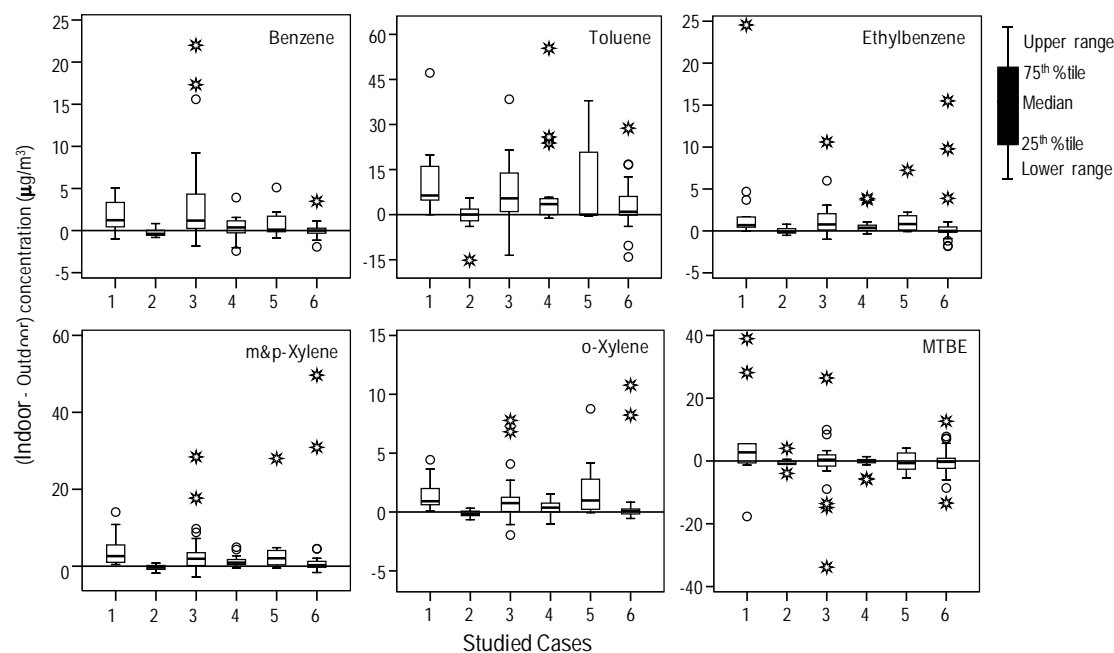 (Indoor - Outdoor) concentration (µg/m³)
Benzene
25
20
15
10
5
0
-5
1 2 3 4 5 6
Toluene
60
45
30
15
0
-15
1 2 3 4 5 6
Ethylbenzene
25
20
15
10
5
0
-5
1 2 3 4 5 6
Upper range
75th %tile
Median
25th %tile
Lower range
m&p-Xylene
60
40
20
0
1 2 3 4 5 6
o-Xylene
15
10
5
0
-5
1 2 3 4 5 6
MTBE
40
20
0
-20
-40
1 2 3 4 5 6
Studied Cases